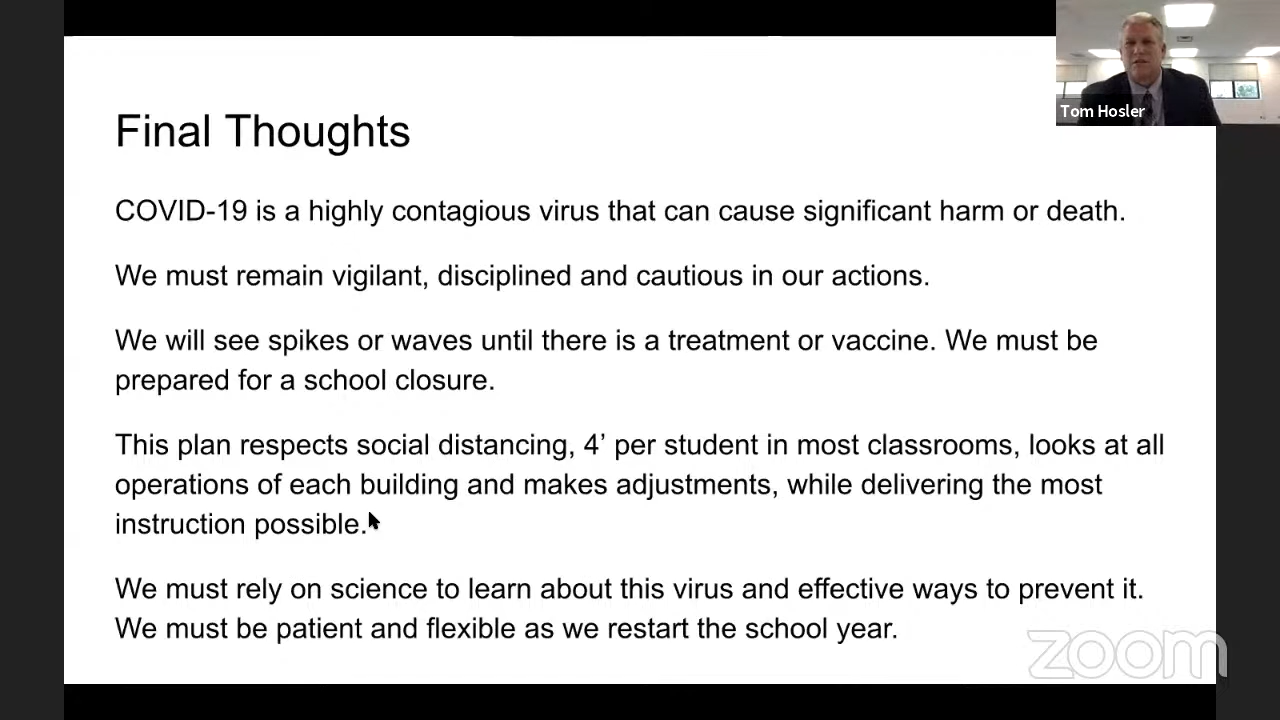 Tom Hosler
Final Thoughts
COVID-19 is a highly contagious virus that can cause significant harm or death.
We must remain vigilant, disciplined and cautious in our actions.
We will see spikes or waves until there is a treatment or vaccine. We must be
prepared for a school closure.
This plan respects social distancing, 4’ per student in most classrooms, looks at all
operations of each building and makes adjustments, while delivering the most
instruction possible.
We must rely on science to learn about this virus and effective ways to prevent it.
We must be patient and flexible as we restart the school year.
zoom